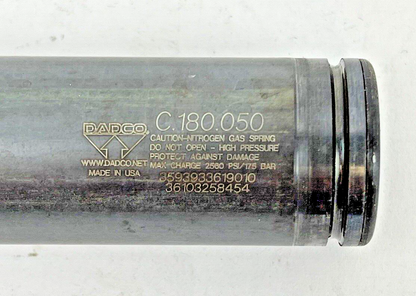 DADCO
WWW.DADCO.NET
MADE IN USA
C.180.050
CAUTION-NITROGEN GAS SPRING
DO NOT OPEN - HIGH PRESSURE
PROTECT AGAINST DAMAGE
MAX CHARGE 2560 PSI/175 BAR
3593933619010
36103258454